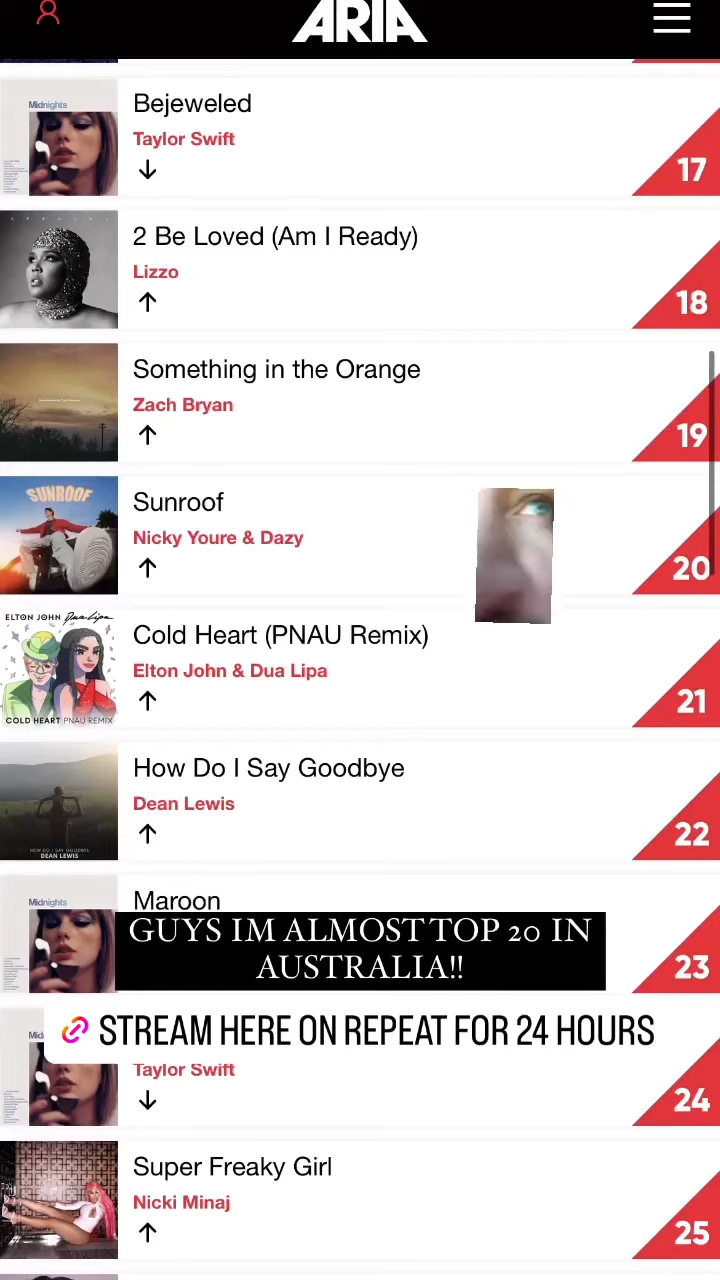 ARIA
Midnights
Bejeweled
Taylor Swift
17
2 Be Loved (Am I Ready)
Lizzo
18
Something in the Orange
Zach Bryan
19
SUNROOF
Sunroof
Nicky Youre & Dazy
20
ELTON JOHN Dua Lipa
COLD HEART PNAU REMIX
Cold Heart (PNAU Remix)
Elton John & Dua Lipa
21
HOW DO I SAY GOODBYE
DEAN LEWIS
How Do I Say Goodbye
Dean Lewis
22
Midnights
Maroon
23
GUYS IM ALMOST TOP 20 IN
AUSTRALIA!!
STREAM HERE ON REPEAT FOR 24 HOURS
Taylor Swift
24
Super Freaky Girl
Nicki Minaj
25